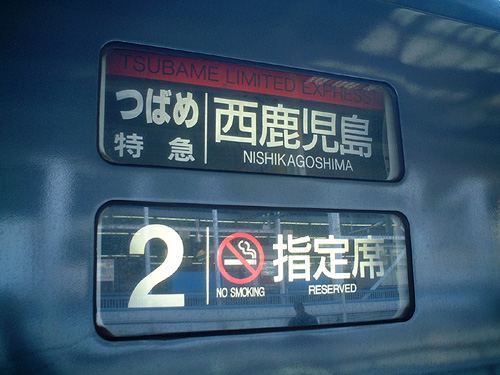 TSUBAME LIMITED EXPRESS
つばめ 西鹿児島
特急 NISHIKAGOSHIMA
2 指定席
NO SMOKING RESERVED